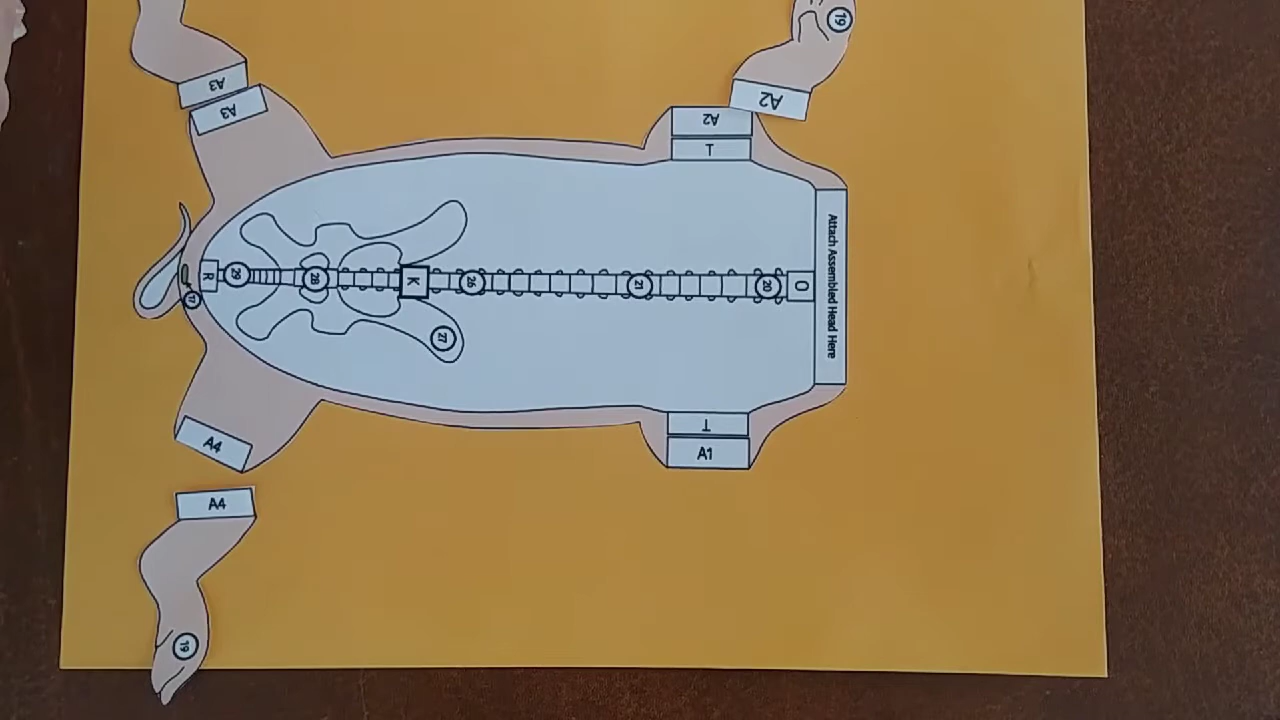 19
A3
A3
A2
A2
T
Attach Assembled Head Here
R
29
28
K
26
21
20
O
17
27
T
A1
A4
A4
19